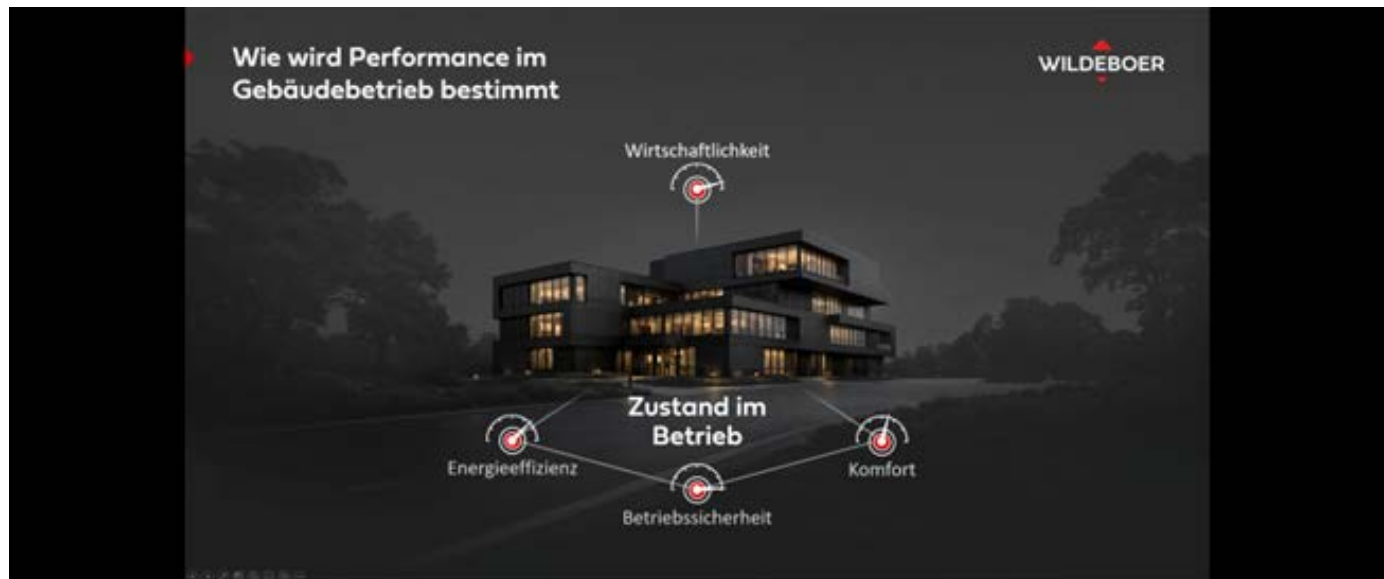 Wie wird Performance im
Gebäudebetrieb bestimmt
WILDEBOER
Wirtschaftlichkeit
Zustand im
Betrieb
Energieeffizienz
Komfort
Betriebssicherheit